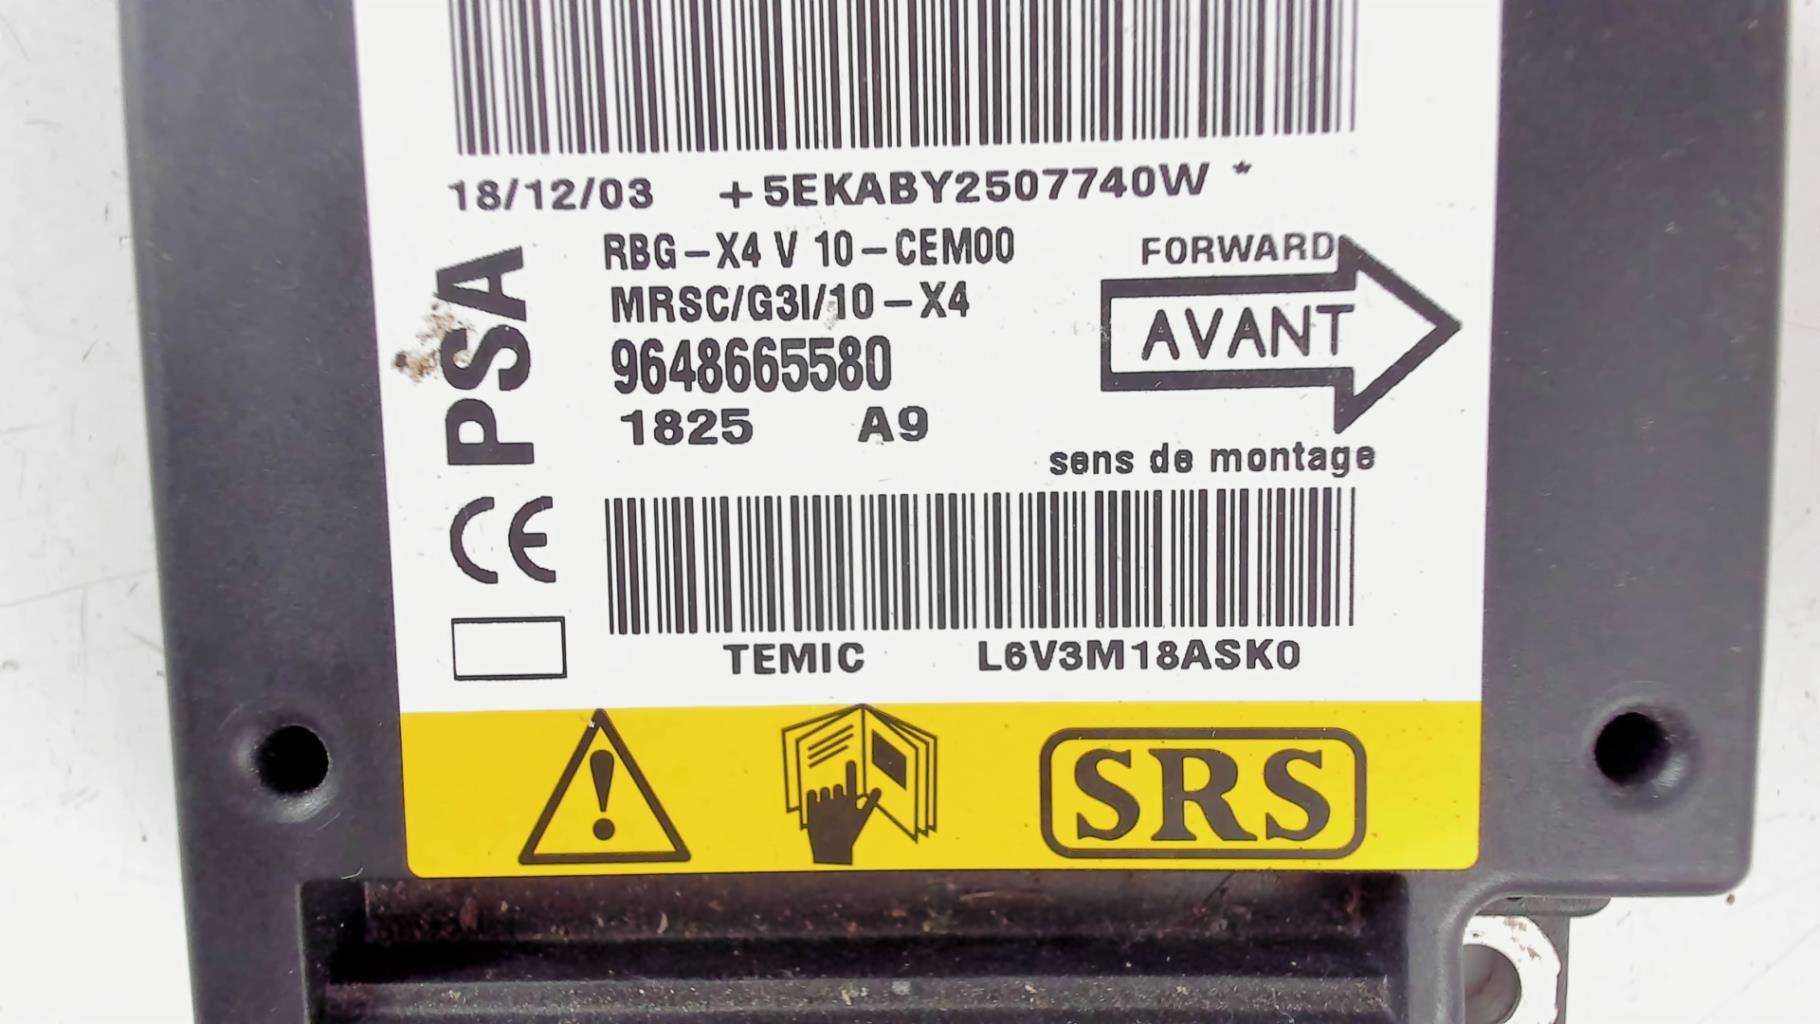 18/12/03 +5EKABY2507740W *
RBG-X4 V 10-CEM00
MRSC/G3I/10-X4
9648665580
1825 A9
PSA
CE
FORWARD
AVANT
sens de montage
TEMIC L6V3M18ASK0
SRS